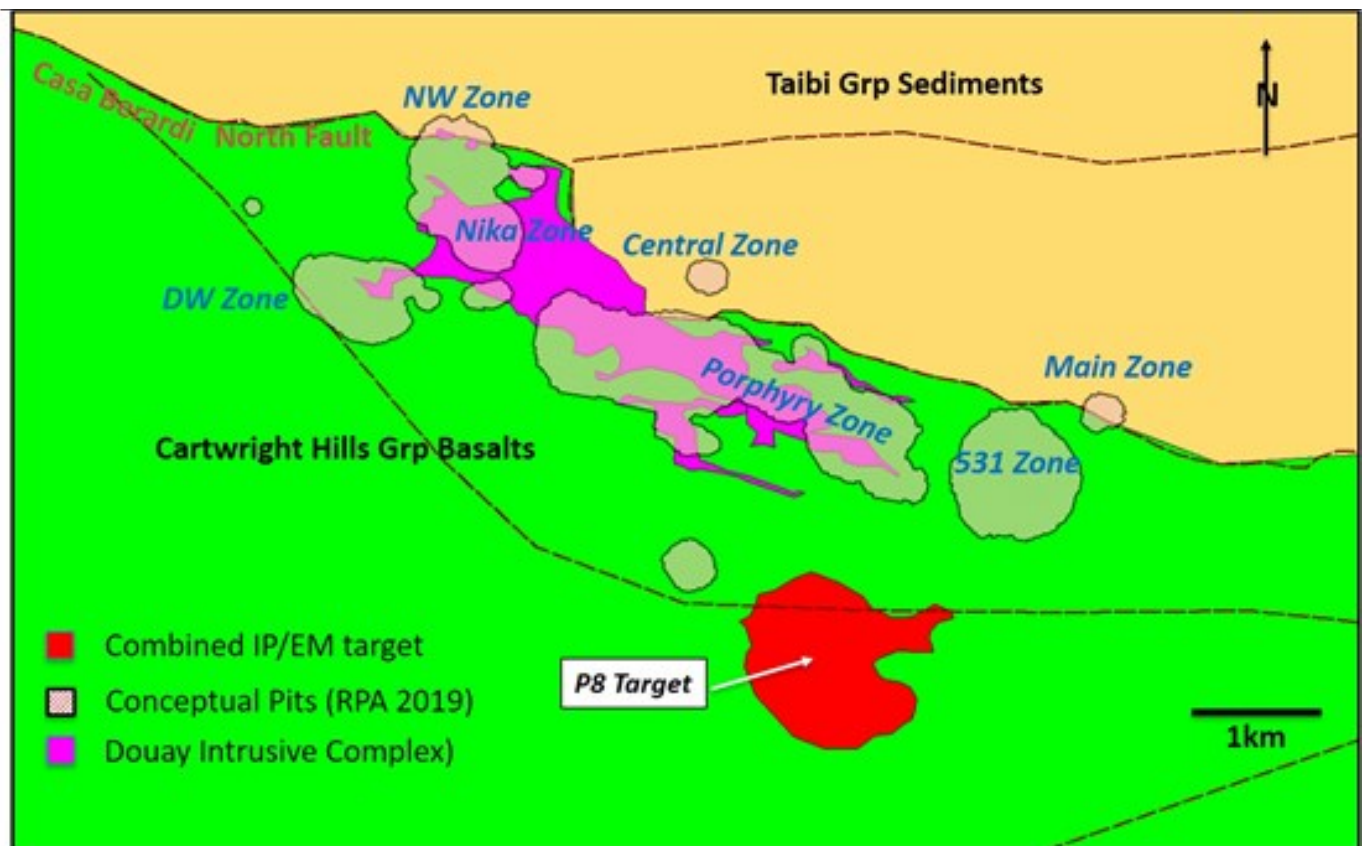 Taibi Grp Sediments
N
Casa Berardi North Fault
NW Zone
Nika Zone
Central Zone
DW Zone
Porphyry Zone
Main Zone
531 Zone
Cartwright Hills Grp Basalts
Combined IP/EM target
Conceptual Pits (RPA 2019)
Douay Intrusive Complex)
P8 Target
1km